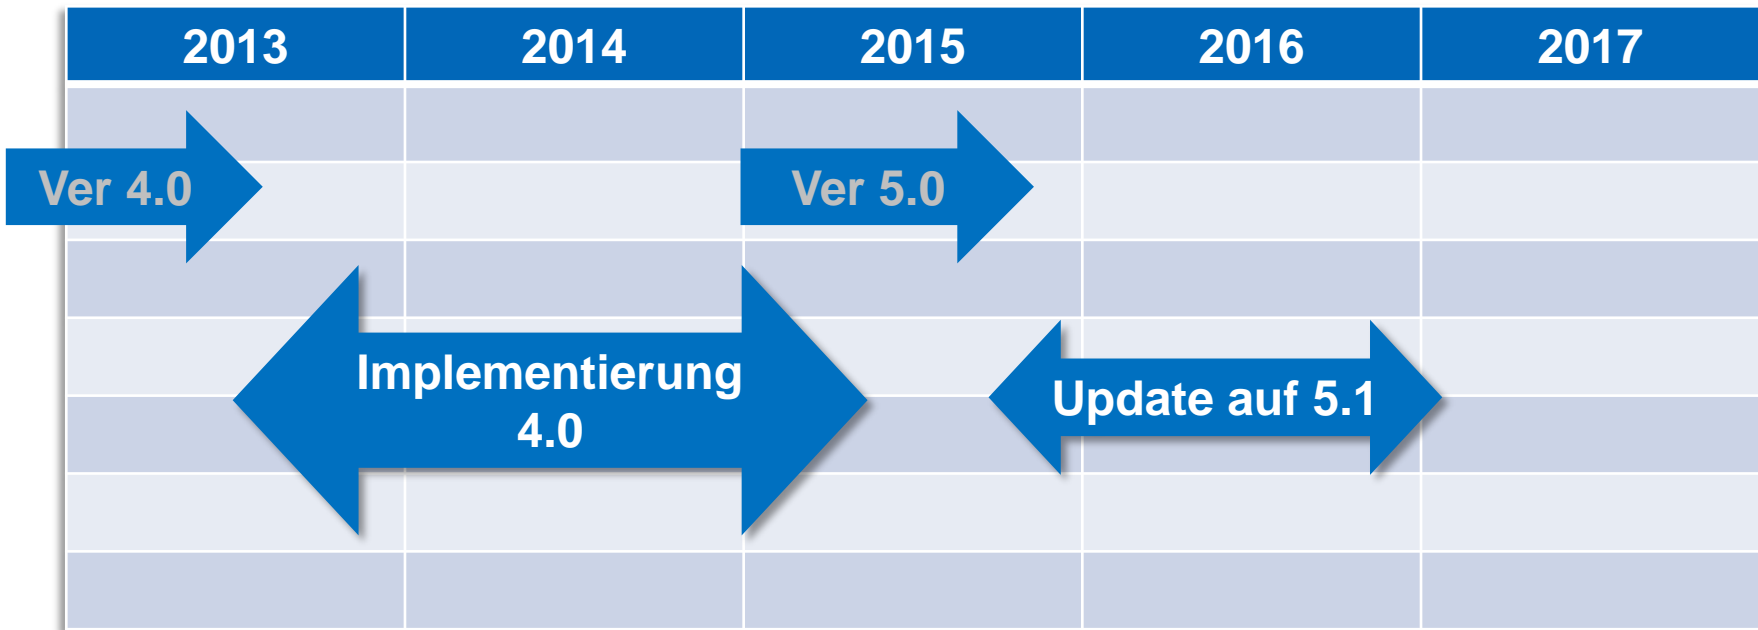 2013 2014 2015 2016 2017
Ver 4.0 Ver 5.0
Implementierung
4.0
Update auf 5.1